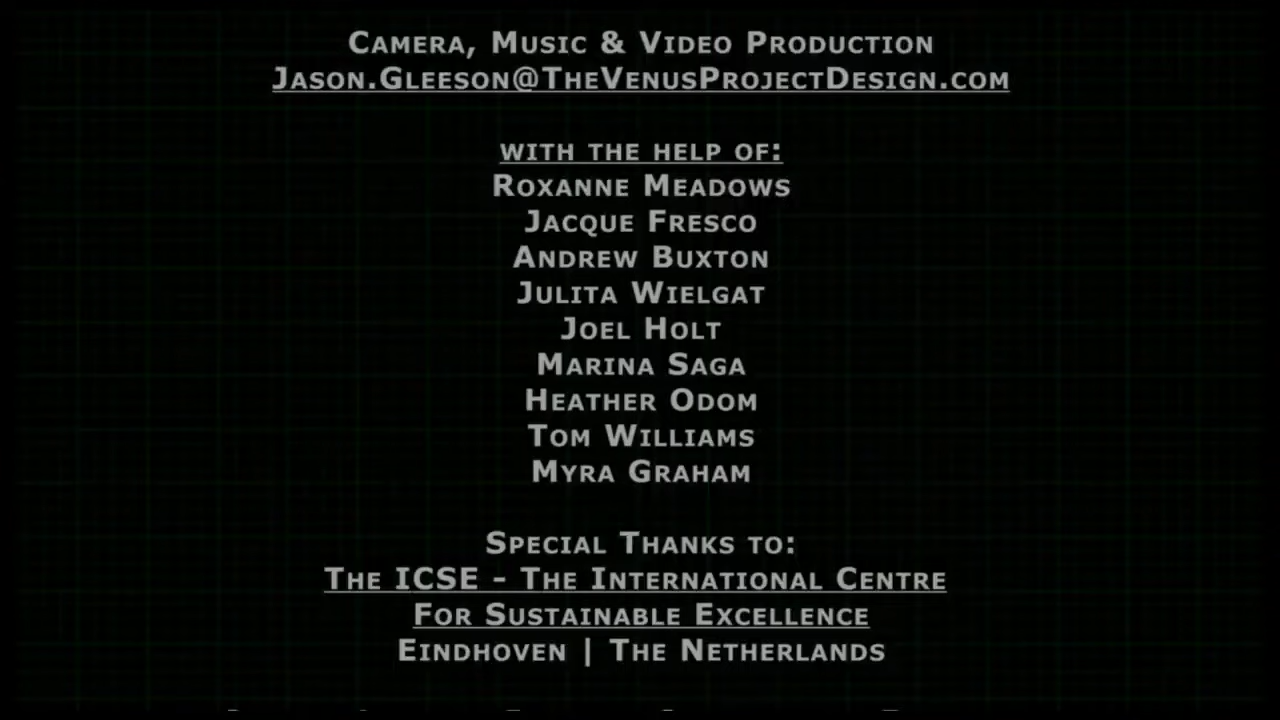 Camera, Music & Video Production
Jason.Gleeson@TheVenusProjectDesign.com
with the help of:
Roxanne Meadows
Jacque Fresco
Andrew Buxton
Julita Wielgat
Joel Holt
Marina Saga
Heather Odom
Tom Williams
Myra Graham
Special Thanks to:
The ICSE - The International Centre
For Sustainable Excellence
Eindhoven | The Netherlands